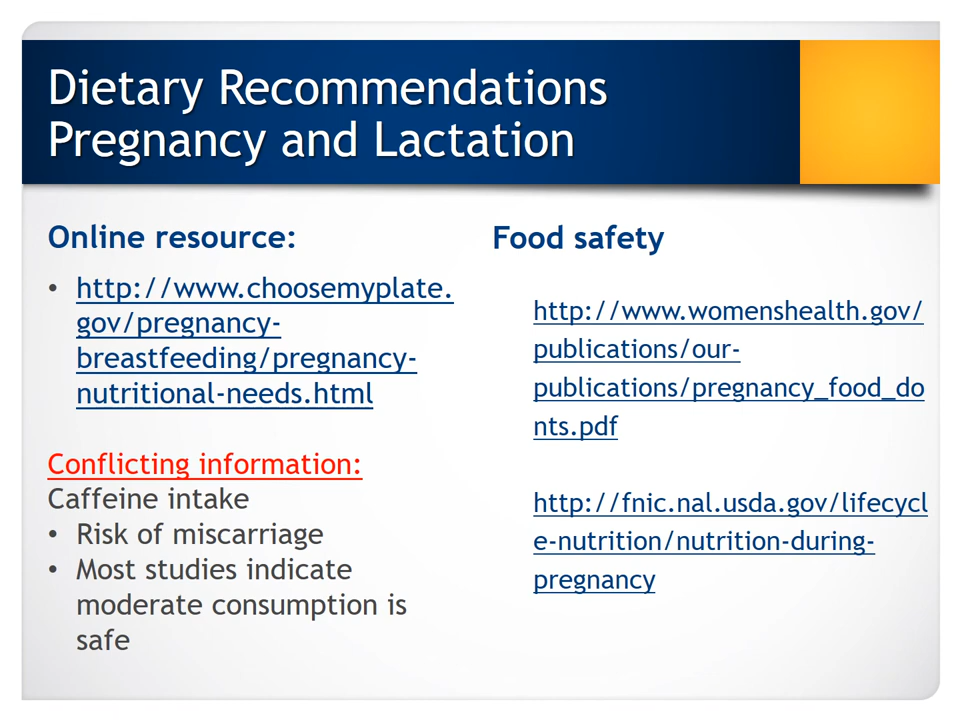 Dietary Recommendations
Pregnancy and Lactation
Online resource:
• http://www.choosemyplate.
gov/pregnancy-
breastfeeding/pregnancy-
nutritional-needs.html
Conflicting information:
Caffeine intake
• Risk of miscarriage
• Most studies indicate
moderate consumption is
safe
Food safety
http://www.womenshealth.gov/
publications/our-
publications/pregnancy_food_do
nts.pdf
http://fnic.nal.usda.gov/lifecycl
e-nutrition/nutrition-during-
pregnancy